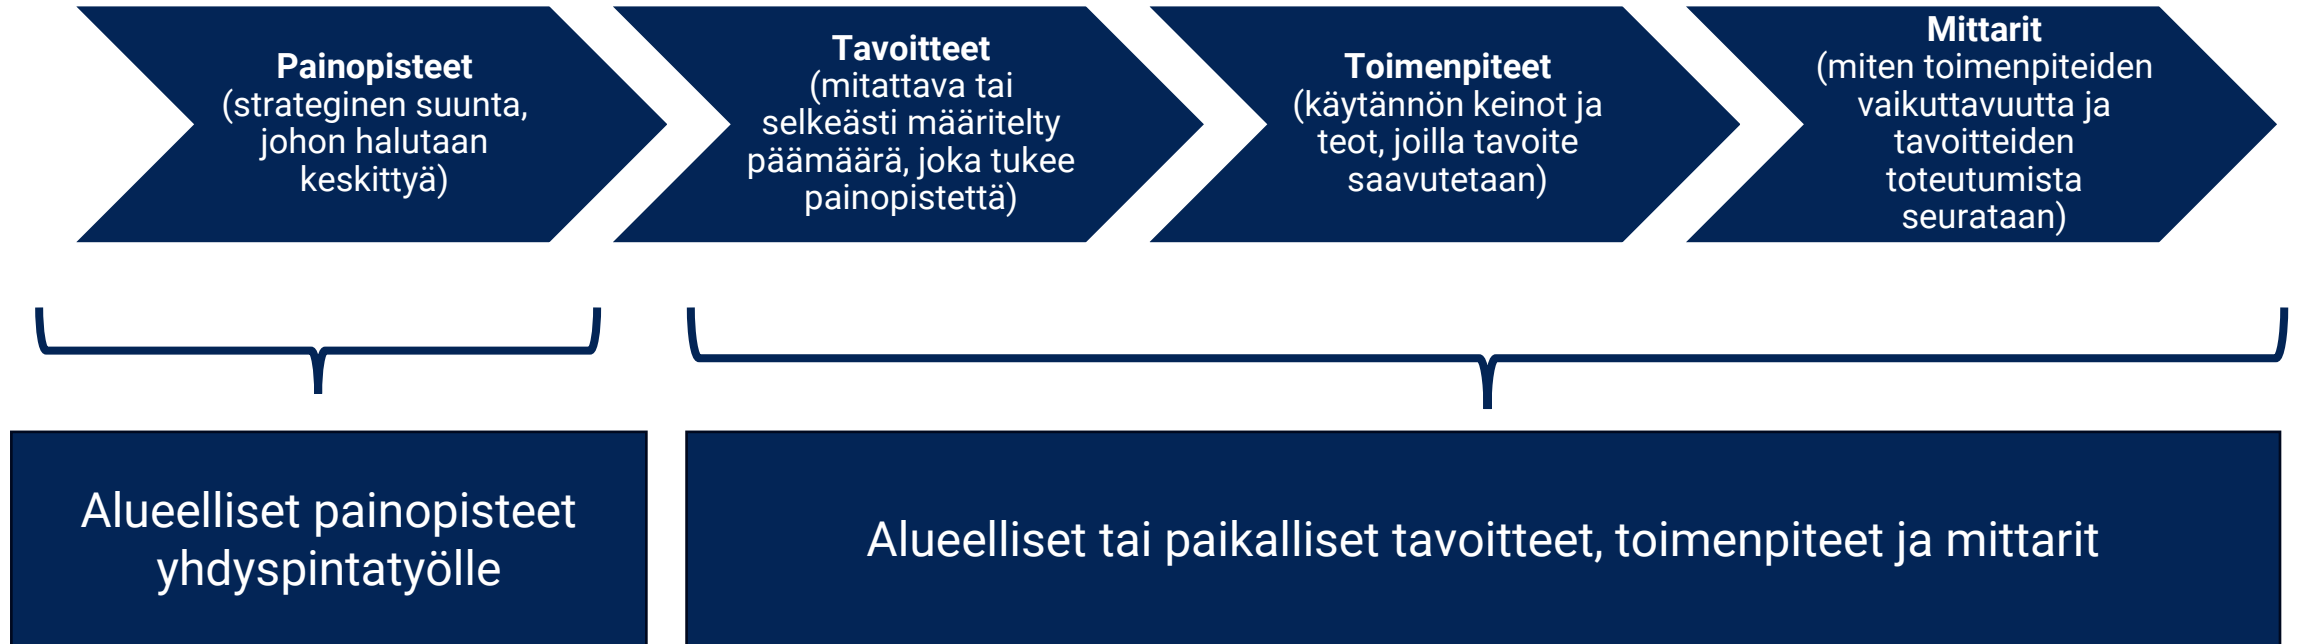 Painopisteet
(strateginen suunta,
johon halutaan
keskittyä)
Tavoitteet
(mitattava tai
selkeästi määritelty
päämäärä, joka tukee
painopistettä)
Toimenpiteet
(käytännön keinot ja
teot, joilla tavoite
saavutetaan)
Mittarit
(miten toimenpiteiden
vaikuttavuutta ja
tavoitteiden
toteutumista
seurataan)
Alueelliset painopisteet
yhdyspintatyölle
Alueelliset tai paikalliset tavoitteet, toimenpiteet ja mittarit